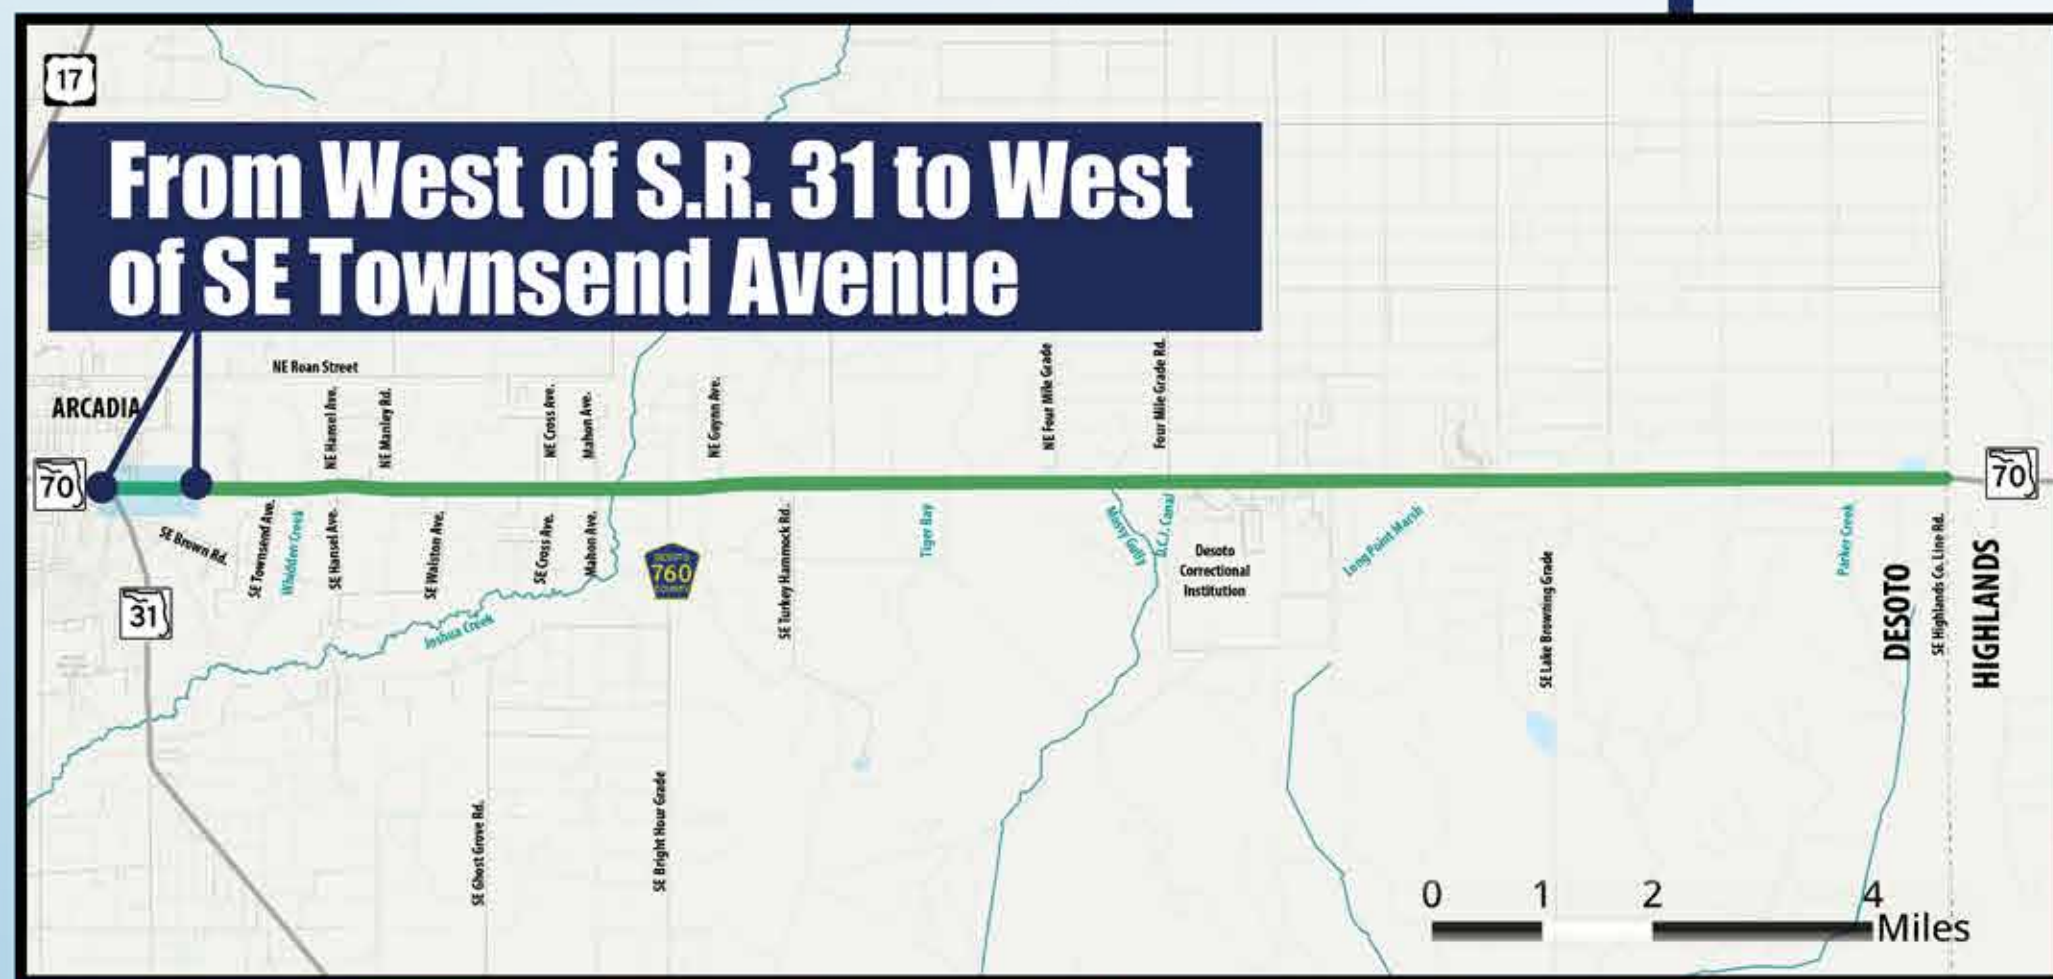 17
From West of S.R. 31 to West
of SE Townsend Avenue
NE Roan Street
ARCADIA
NE Hansel Ave.
NE Manley Rd.
NE Cross Ave.
Mahon Ave.
NE Guynn Ave.
NE Four Mile Grade
Four Mile Grade Rd.
70
70
SE Brown Rd.
SE Townsend Ave.
Whidden Creek
SE Hansel Ave.
SE Walston Ave.
SE Cross Ave.
Mahon Ave.
760
SE Turkey Hammock Rd.
Tiger Bay
Mossy Gully
D.C.I. Canal
Desoto
Correctional
Institution
Long Point Marsh
SE Lake Browning Grade
Parker Creek
DESOTO
SE Highlands Co. Line Rd.
HIGHLANDS
31
Joshua Creek
SE Ghost Grove Rd.
SE Bright Hour Grade
0 1 2 4
Miles